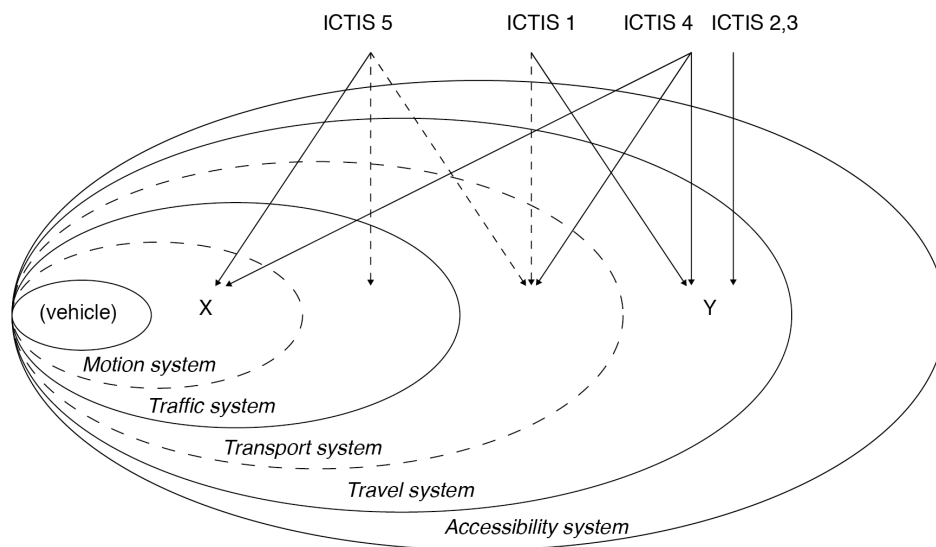 ICTIS 5 ICTIS 1 ICTIS 4 ICTIS 2,3
(vehicle) X Y
Motion system
Traffic system
Transport system
Travel system
Accessibility system